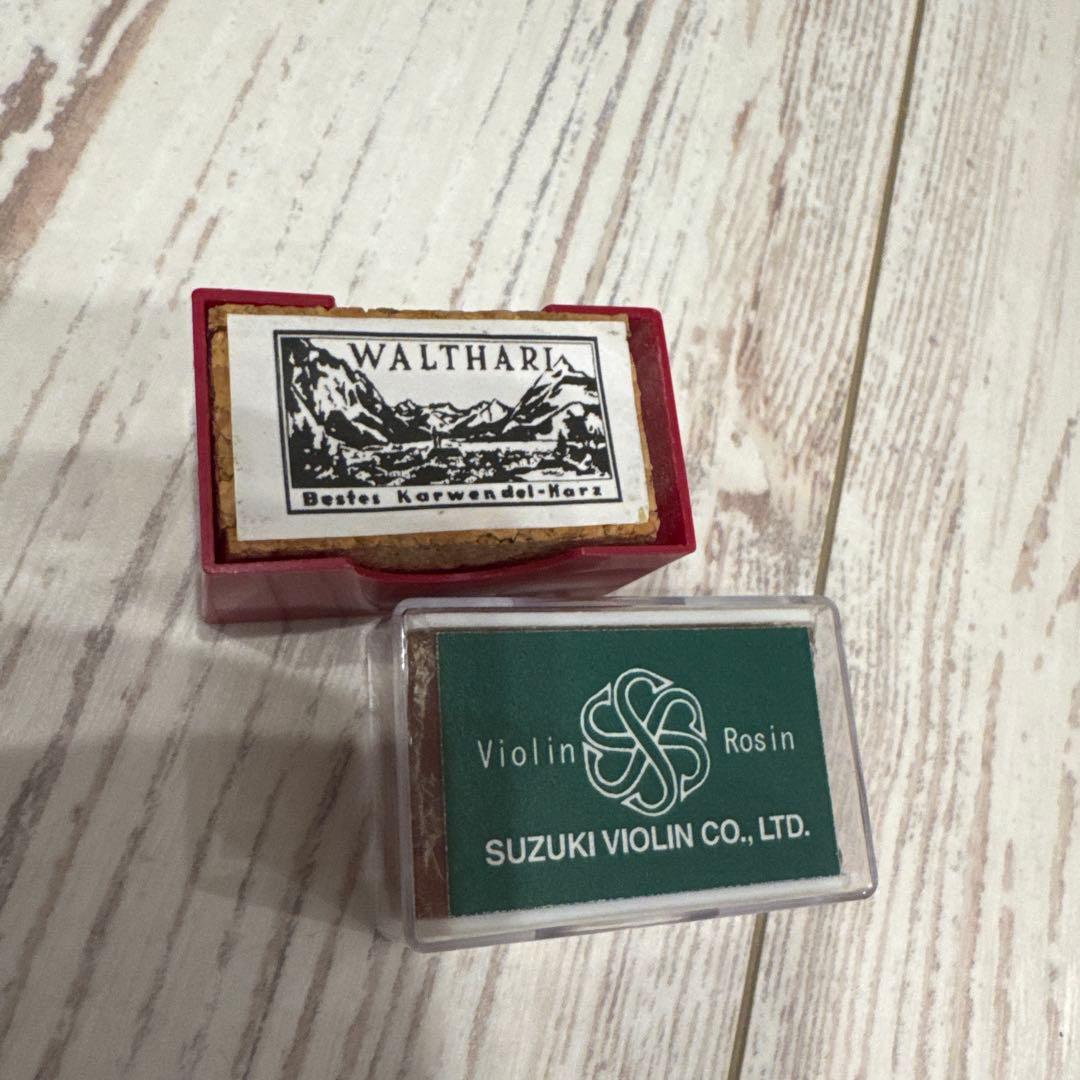 WALTHARI
Bestes Karwendel-Harz
Violin Rosin
SUZUKI VIOLIN CO., LTD.